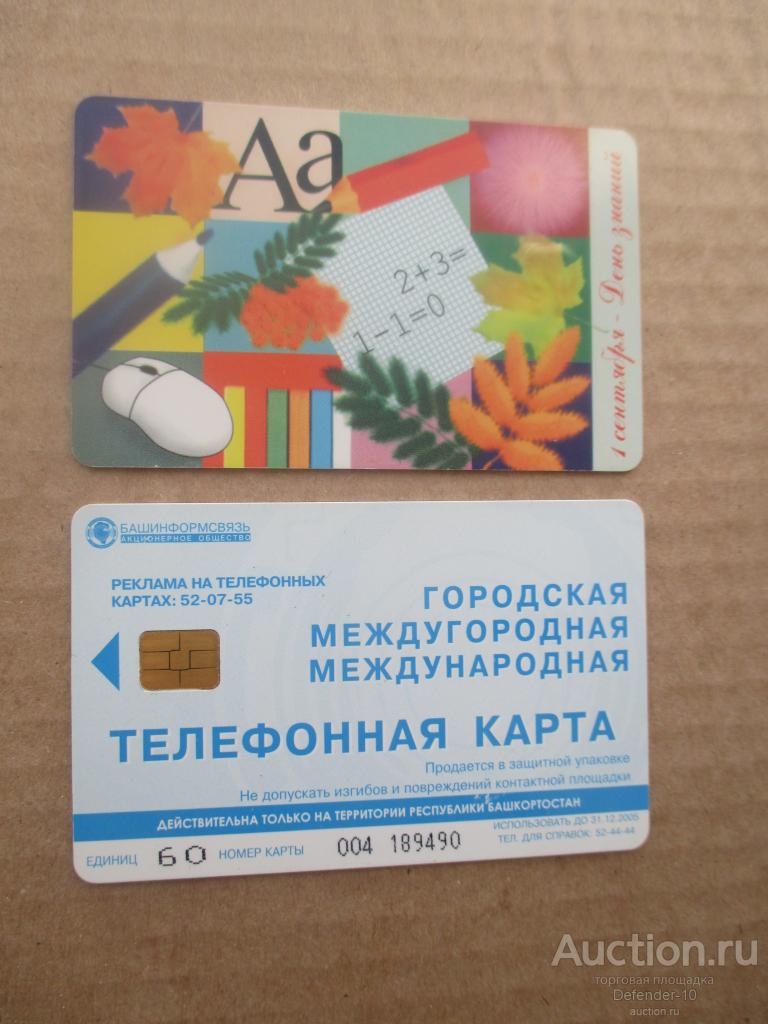 Aa
2+3=
1-1=0
1 сентября - День знаний
БАШИНФОРМСВЯЗЬ
АКЦИОНЕРНОЕ ОБЩЕСТВО
РЕКЛАМА НА ТЕЛЕФОННЫХ
КАРТАХ: 52-07-55
ГОРОДСКАЯ
МЕЖДУГОРОДНАЯ
МЕЖДУНАРОДНАЯ
ТЕЛЕФОННАЯ КАРТА
Продается в защитной упаковке
Не допускать изгибов и повреждений контактной площадки
ДЕЙСТВИТЕЛЬНА ТОЛЬКО НА ТЕРРИТОРИИ РЕСПУБЛИКИ БАШКОРТОСТАН
ЕДИНИЦ 60 НОМЕР КАРТЫ 004 189490
ИСПОЛЬЗОВАТЬ ДО 31.12.2005
ТЕЛ. ДЛЯ СПРАВОК: 52-44-44
Auction.ru
торговая площадка
Defender-10
auction.ru